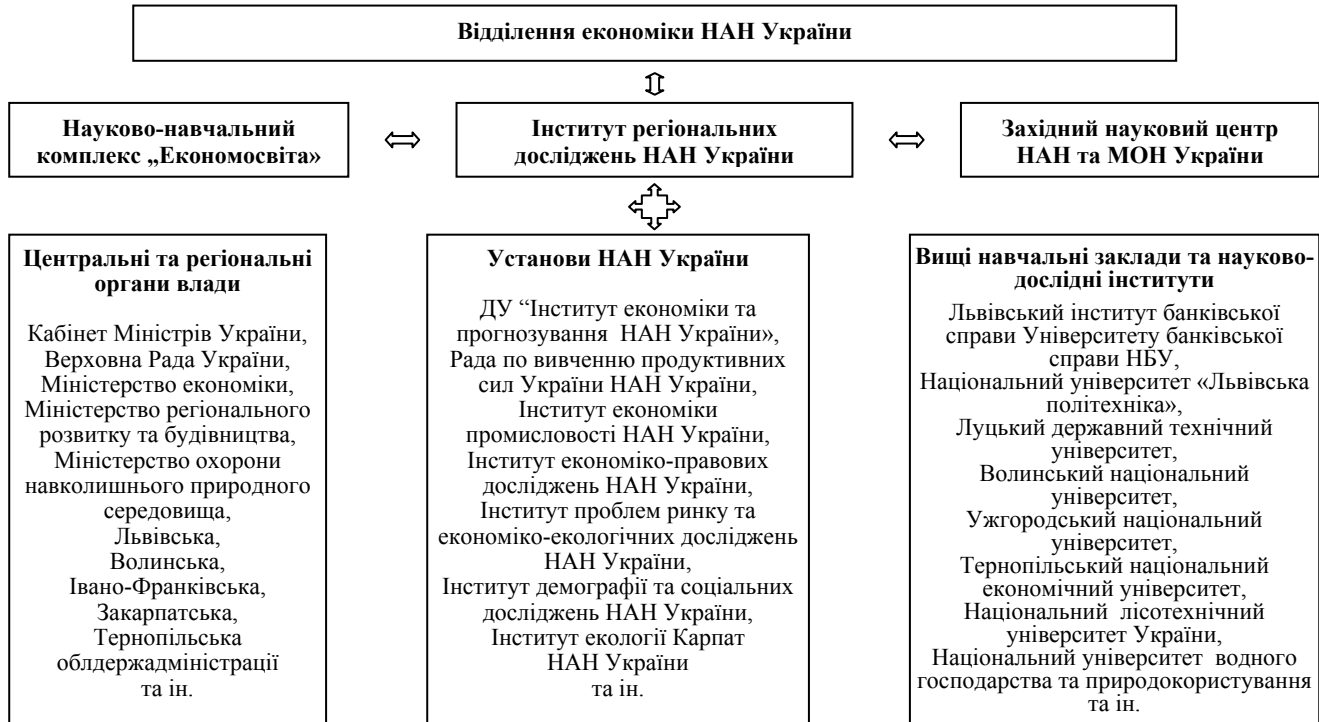 Відділення економіки НАН України
Науково-навчальний
комплекс „Економосвіта»
Інститут регіональних
досліджень НАН України
Західний науковий центр
НАН та МОН України
Центральні та регіональні
органи влади
Кабінет Міністрів України,
Верховна Рада України,
Міністерство економіки,
Міністерство регіонального
розвитку та будівництва,
Міністерство охорони
навколишнього природного
середовища,
Львівська,
Волинська,
Івано-Франківська,
Закарпатська,
Тернопільська
облдержадміністрації
та ін.
Установи НАН України
ДУ “Інститут економіки та
прогнозування НАН України»,
Рада по вивченню продуктивних
сил України НАН України,
Інститут економіки
промисловості НАН України,
Інститут економіко-правових
досліджень НАН України,
Інститут проблем ринку та
економіко-екологічних досліджень
НАН України,
Інститут демографії та соціальних
досліджень НАН України,
Інститут екології Карпат
НАН України
та ін.
Вищі навчальні заклади та науково-
дослідні інститути
Львівський інститут банківської
справи Університету банківської
справи НБУ,
Національний університет «Львівська
політехніка»,
Луцький державний технічний
університет,
Волинський національний
університет,
Ужгородський національний
університет,
Тернопільський національний
економічний університет,
Національний лісотехнічний
університет України,
Національний університет водного
господарства та природокористування
та ін.